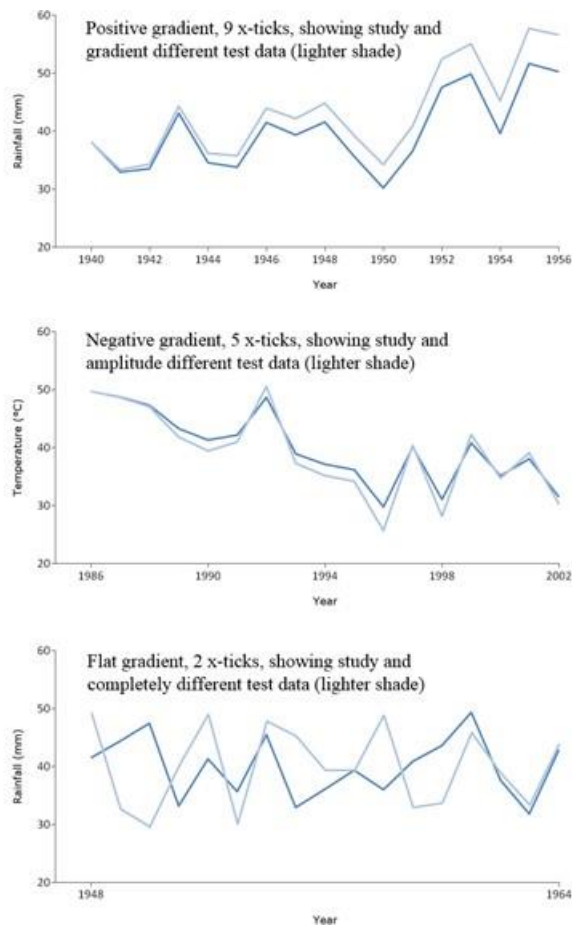 Positive gradient, 9 x-ticks, showing study and
gradient different test data (lighter shade)
60
50
40
30
20
Rainfall (mm)
1940 1942 1944 1946 1948 1950 1952 1954 1956
Year
Negative gradient, 5 x-ticks, showing study and
amplitude different test data (lighter shade)
60
50
40
30
20
Temperature (°C)
1986 1990 1994 1998 2002
Year
Flat gradient, 2 x-ticks, showing study and
completely different test data (lighter shade)
60
50
40
30
20
Rainfall (mm)
1948 1964
Year